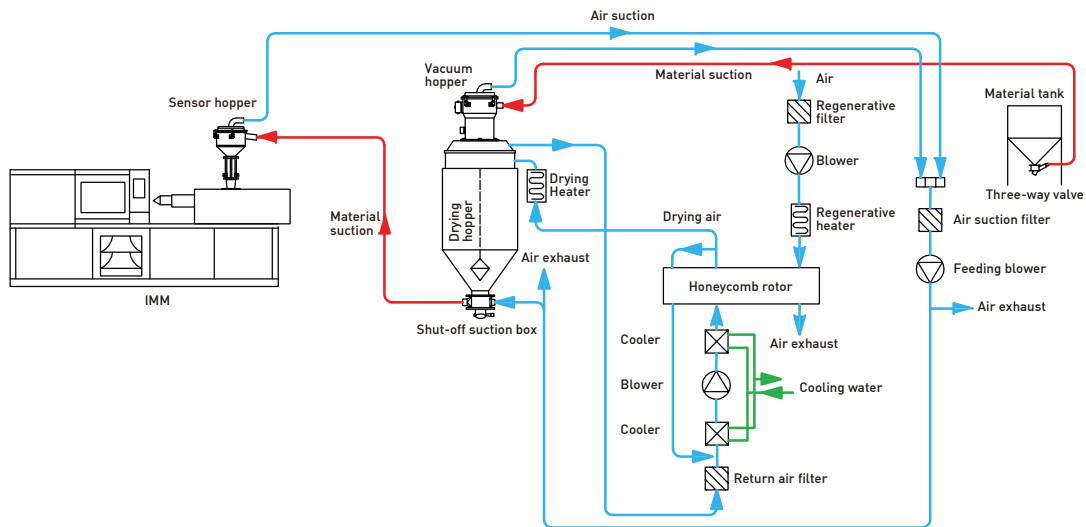 Air suction
Vacuum
hopper
Material suction
Air
Sensor hopper
Regenerative
filter
Material tank
Blower
Drying
Heater
Three-way valve
Drying
hopper
Material
suction
Drying air
Regenerative
heater
Air suction filter
Air exhaust
Feeding blower
Honeycomb rotor
IMM
Shut-off suction box
Air exhaust
Cooler
Air exhaust
Blower
Cooling water
Cooler
Return air filter